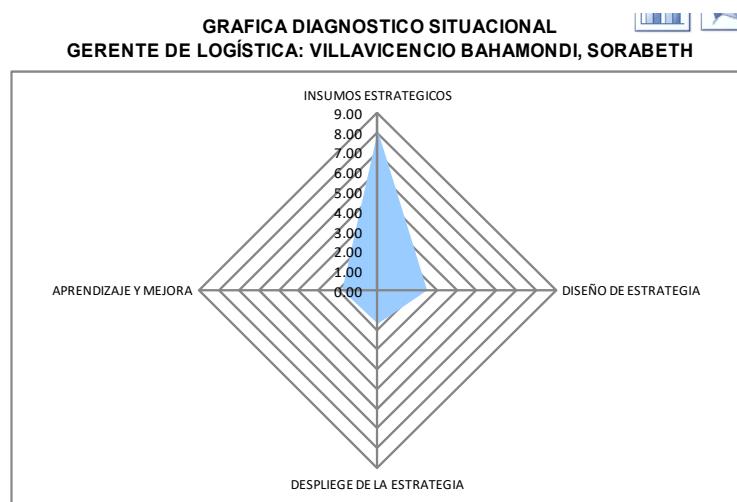 GRAFICA DIAGNOSTICO SITUACIONAL
GERENTE DE LOGÍSTICA: VILLAVICENCIO BAHAMONDI, SORABETH
INSUMOS ESTRATEGICOS
9.00
8.00
7.00
6.00
5.00
4.00
3.00
2.00
1.00
0.00
APRENDIZAJE Y MEJORA
DISEÑO DE ESTRATEGIA
DESPLIEGE DE LA ESTRATEGIA